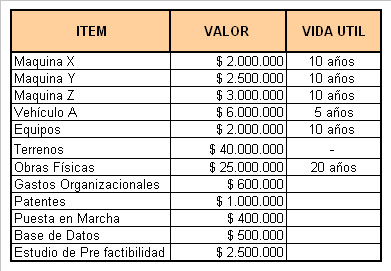 ITEM VALOR VIDA UTIL
Maquina X $ 2.000.000 10 años
Maquina Y $ 2.500.000 10 años
Maquina Z $ 3.000.000 10 años
Vehículo A $ 6.000.000 5 años
Equipos $ 2.000.000 10 años
Terrenos $ 40.000.000 -
Obras Físicas $ 25.000.000 20 años
Gastos Organizacionales $ 600.000
Patentes $ 1.000.000
Puesta en Marcha $ 400.000
Base de Datos $ 500.000
Estudio de Pre factibilidad $ 2.500.000